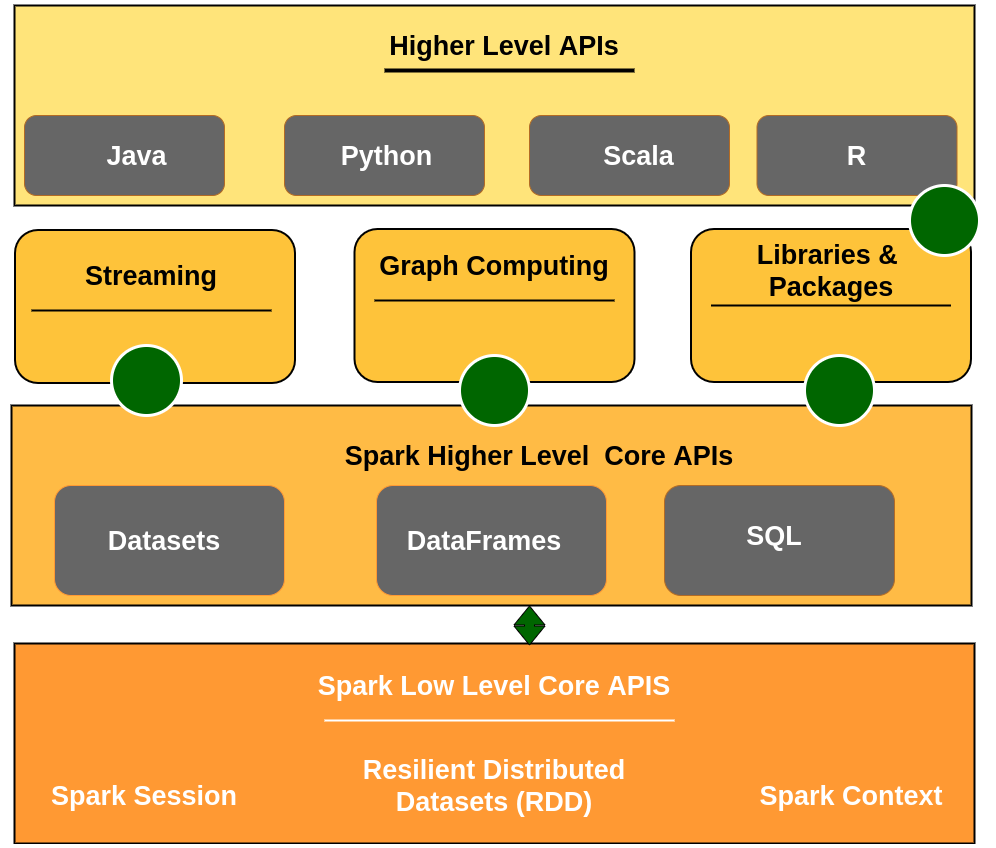 Higher Level APIs
Java
Python
Scala
R
Streaming
Graph Computing
Libraries &
Packages
Spark Higher Level  Core APIs
Datasets
DataFrames
SQL
Spark Low Level Core APIS
Spark Session
Resilient Distributed
Datasets (RDD)
Spark Context